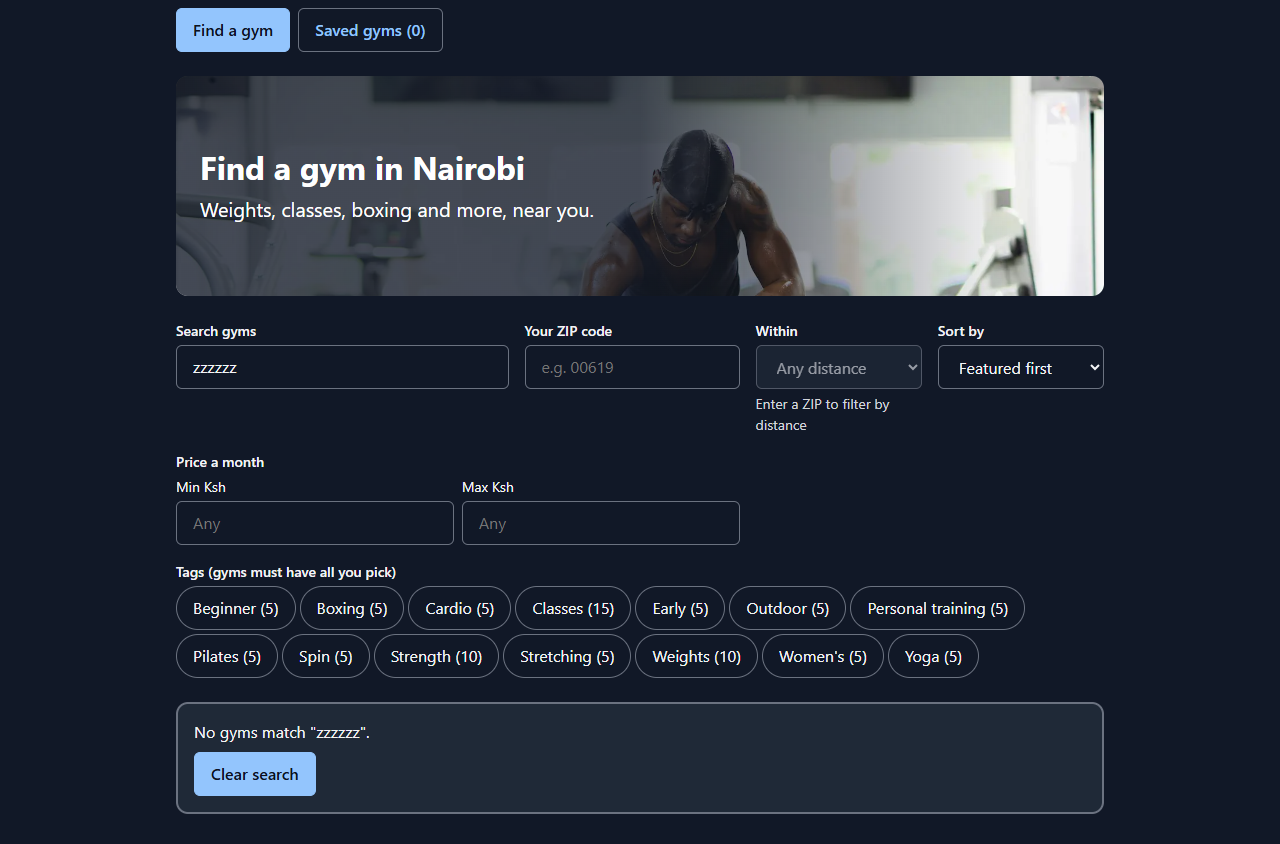 Find a gym
Saved gyms (0)
Find a gym in Nairobi
Weights, classes, boxing and more, near you.
Search gyms
Your ZIP code
Within
Sort by
zzzzzz
e.g. 00619
Any distance
Featured first
Enter a ZIP to filter by
distance
Price a month
Min Ksh
Max Ksh
Any
Any
Tags (gyms must have all you pick)
Beginner (5)
Boxing (5)
Cardio (5)
Classes (15)
Early (5)
Outdoor (5)
Personal training (5)
Pilates (5)
Spin (5)
Strength (10)
Stretching (5)
Weights (10)
Women's (5)
Yoga (5)
No gyms match "zzzzzz".
Clear search